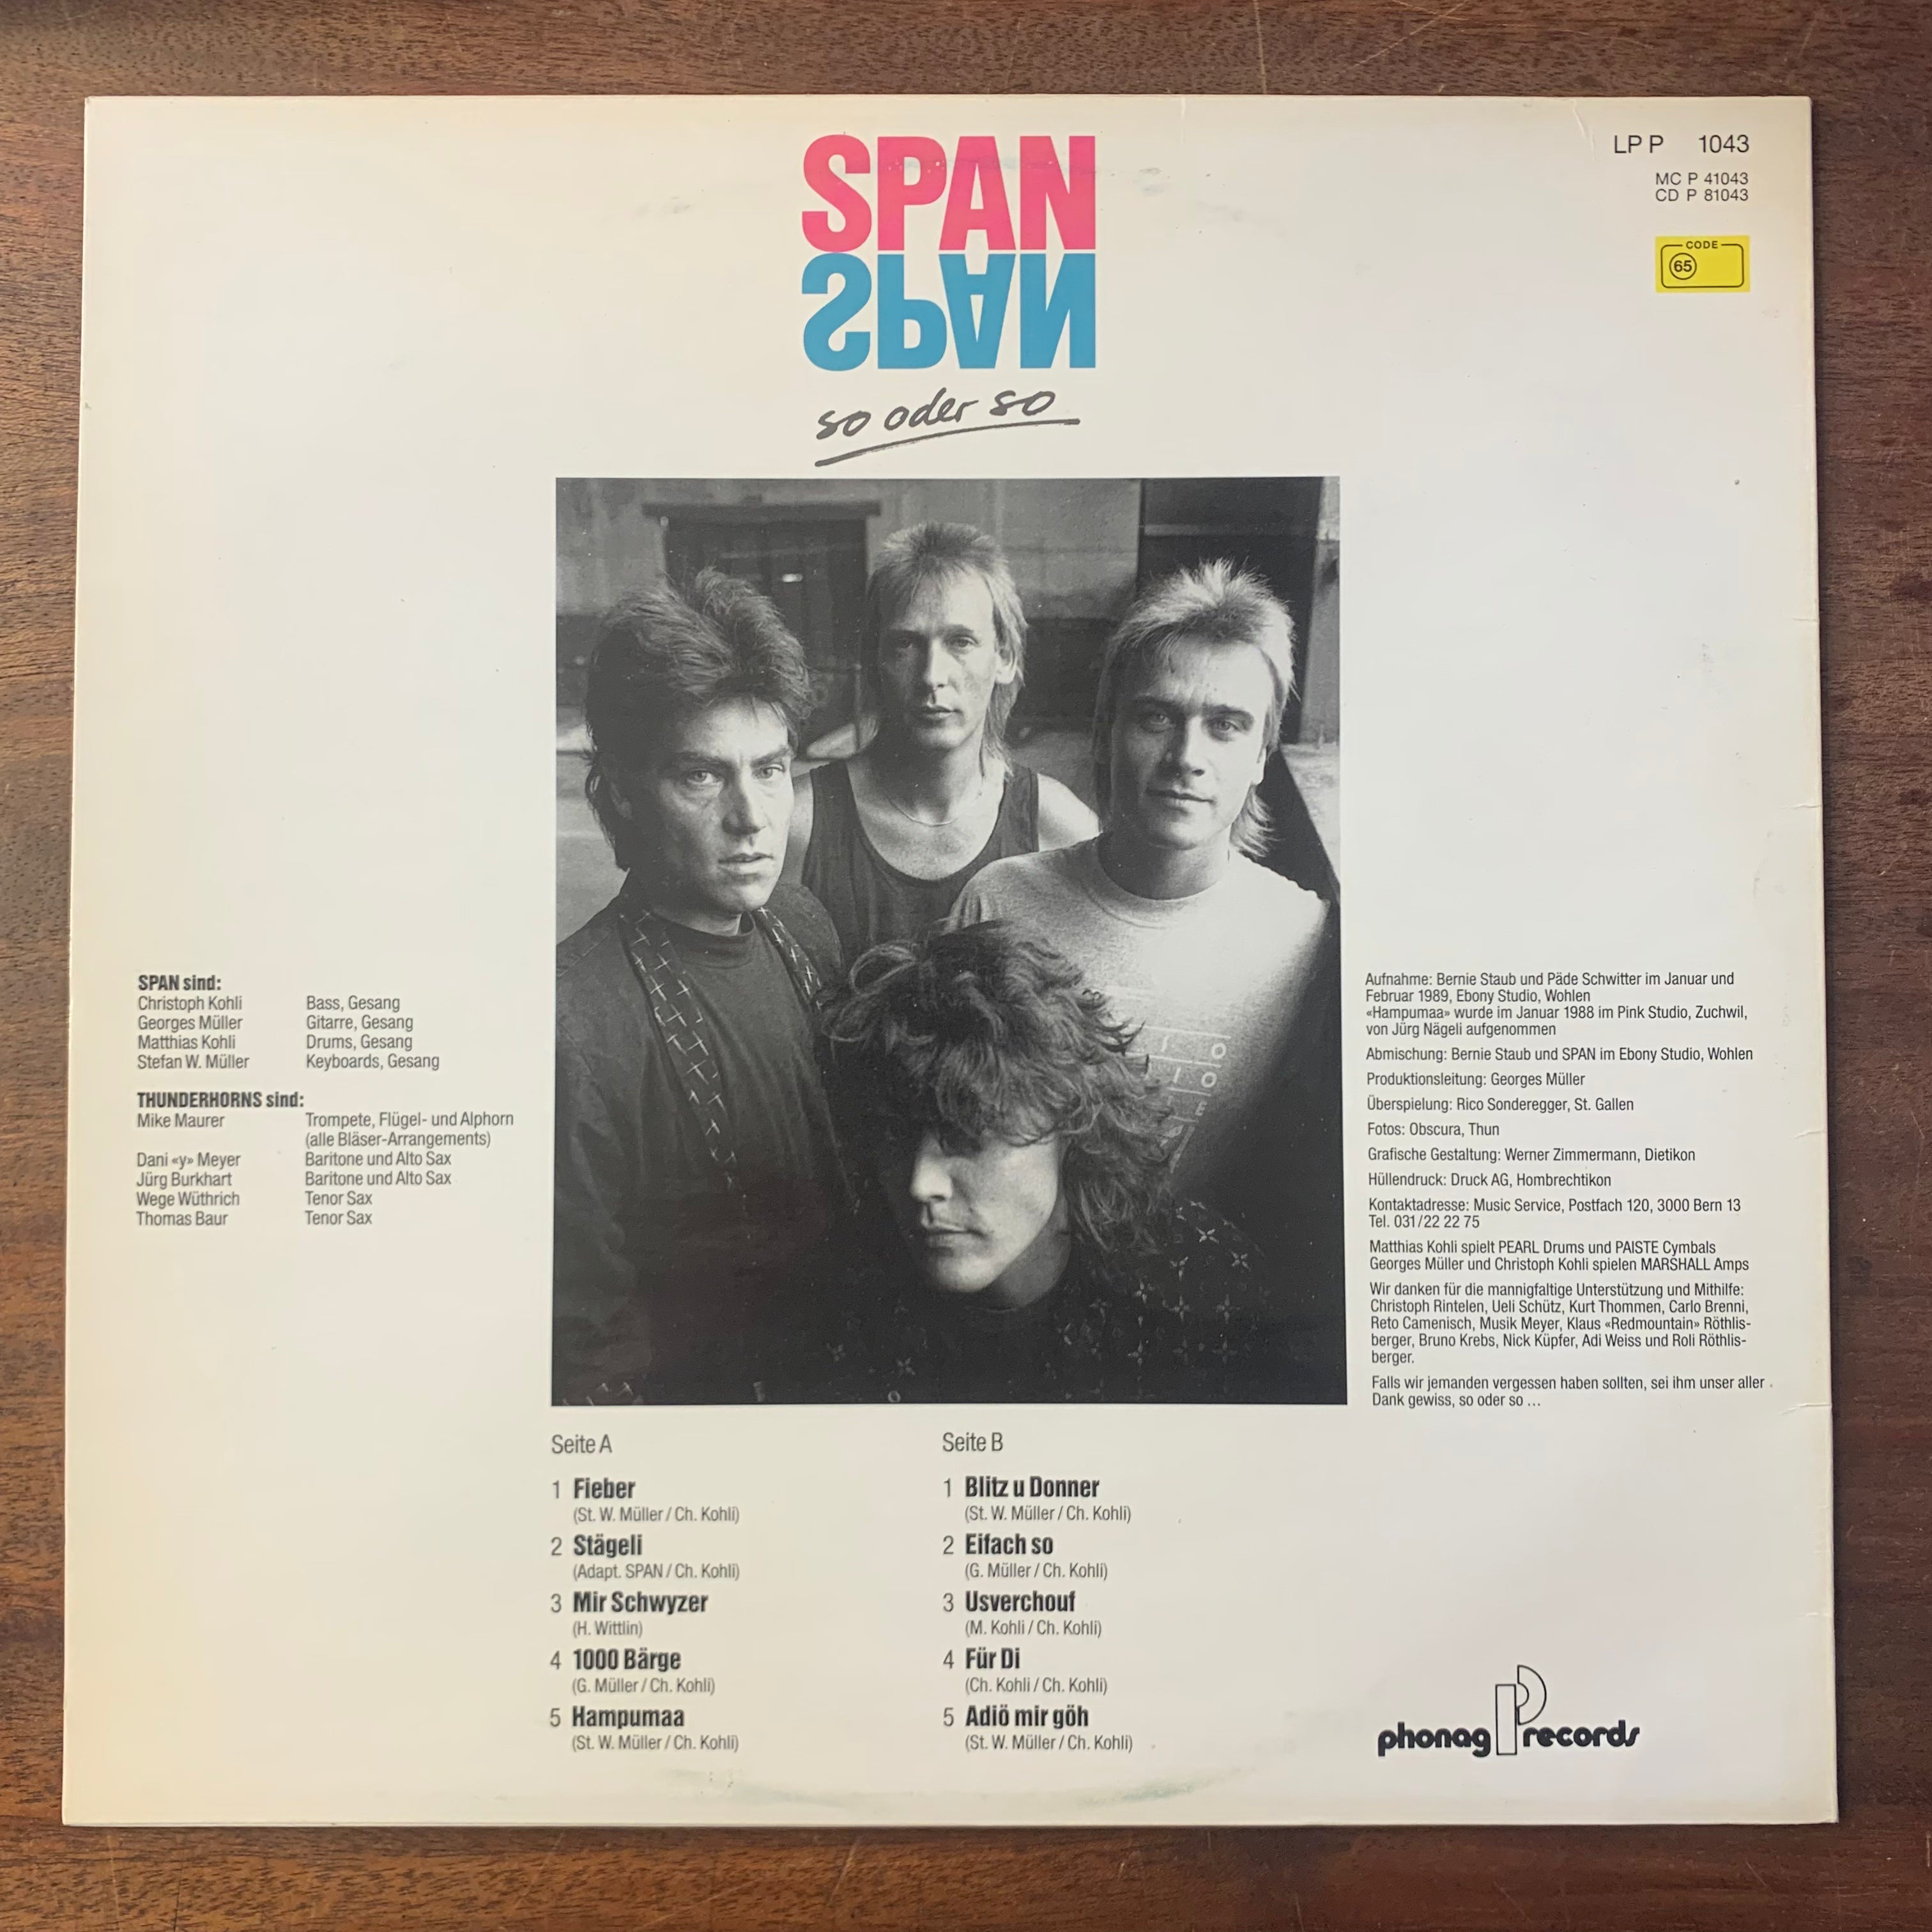 SPAN
SPAN
so oder so
LP P 1043
MC P 41043
CD P 81043
CODE
65
SPAN sind:
Christoph Kohli Bass, Gesang
Georges Müller Gitarre, Gesang
Matthias Kohli Drums, Gesang
Stefan W. Müller Keyboards, Gesang
THUNDERHORNS sind:
Mike Maurer Trompete, Flügel- und Alphorn
(alle Bläser-Arrangements)
Dani «y» Meyer Baritone und Alto Sax
Jürg Burkhart Baritone und Alto Sax
Wege Wüthrich Tenor Sax
Thomas Baur Tenor Sax
Aufnahme: Bernie Staub und Päde Schwitter im Januar und
Februar 1989, Ebony Studio, Wohlen
«Hampumaa» wurde im Januar 1988 im Pink Studio, Zuchwil,
von Jürg Nägeli aufgenommen
Abmischung: Bernie Staub und SPAN im Ebony Studio, Wohlen
Produktionsleitung: Georges Müller
Überspielung: Rico Sonderegger, St. Gallen
Fotos: Obscura, Thun
Grafische Gestaltung: Werner Zimmermann, Dietikon
Hüllendruck: Druck AG, Hombrechtikon
Kontaktadresse: Music Service, Postfach 120, 3000 Bern 13
Tel. 031/22 22 75
Matthias Kohli spielt PEARL Drums und PAISTE Cymbals
Georges Müller und Christoph Kohli spielen MARSHALL Amps
Wir danken für die mannigfaltige Unterstützung und Mithilfe:
Christoph Rintelen, Ueli Schütz, Kurt Thommen, Carlo Brenni,
Reto Camenisch, Musik Meyer, Klaus «Redmountain» Röthlis-
berger, Bruno Krebs, Nick Küpfer, Adi Weiss und Roli Röthlis-
berger.
Falls wir jemanden vergessen haben sollten, sei ihm unser aller
Dank gewiss, so oder so ...
Seite A
1 Fieber
(St. W. Müller / Ch. Kohli)
2 Stägeli
(Adapt. SPAN / Ch. Kohli)
3 Mir Schwyzer
(H. Wittlin)
4 1000 Bärge
(G. Müller / Ch. Kohli)
5 Hampumaa
(St. W. Müller / Ch. Kohli)
Seite B
1 Blitz u Donner
(St. W. Müller / Ch. Kohli)
2 Eifach so
(G. Müller / Ch. Kohli)
3 Usverchouf
(M. Kohli / Ch. Kohli)
4 Für Di
(Ch. Kohli / Ch. Kohli)
5 Adiö mir göh
(St. W. Müller / Ch. Kohli)
phonag records